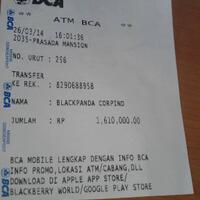 BCA
ATM BCA
26/03/14 16:01:36
2035-PRASADA MANSION
NO. URUT : 256
TRANSFER
KE REK. : 8290688958
NAMA : BLACKPANDA CORPIND
JUMLAH : RP 1,610,000.00
BCA MOBILE LENGKAP DENGAN INFO BCA
INFO PROMO,LOKASI ATM/CABANG,DLL
DOWNLOAD DI APPLE APP STORE/
BLACKBERRY WORLD/GOOGLE PLAY STORE
BCA
BCA